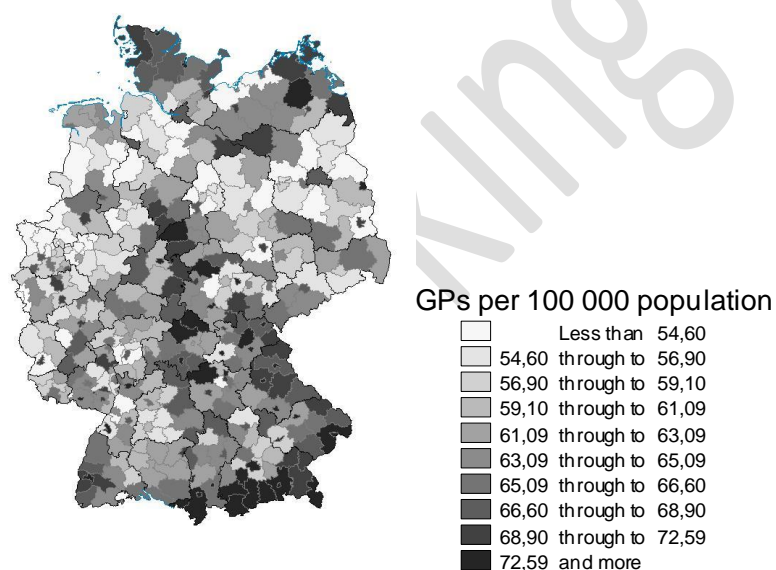 king
GPs per 100 000 population
Less than 54,60
54,60 through to 56,90
56,90 through to 59,10
59,10 through to 61,09
61,09 through to 63,09
63,09 through to 65,09
65,09 through to 66,60
66,60 through to 68,90
68,90 through to 72,59
72,59 and more